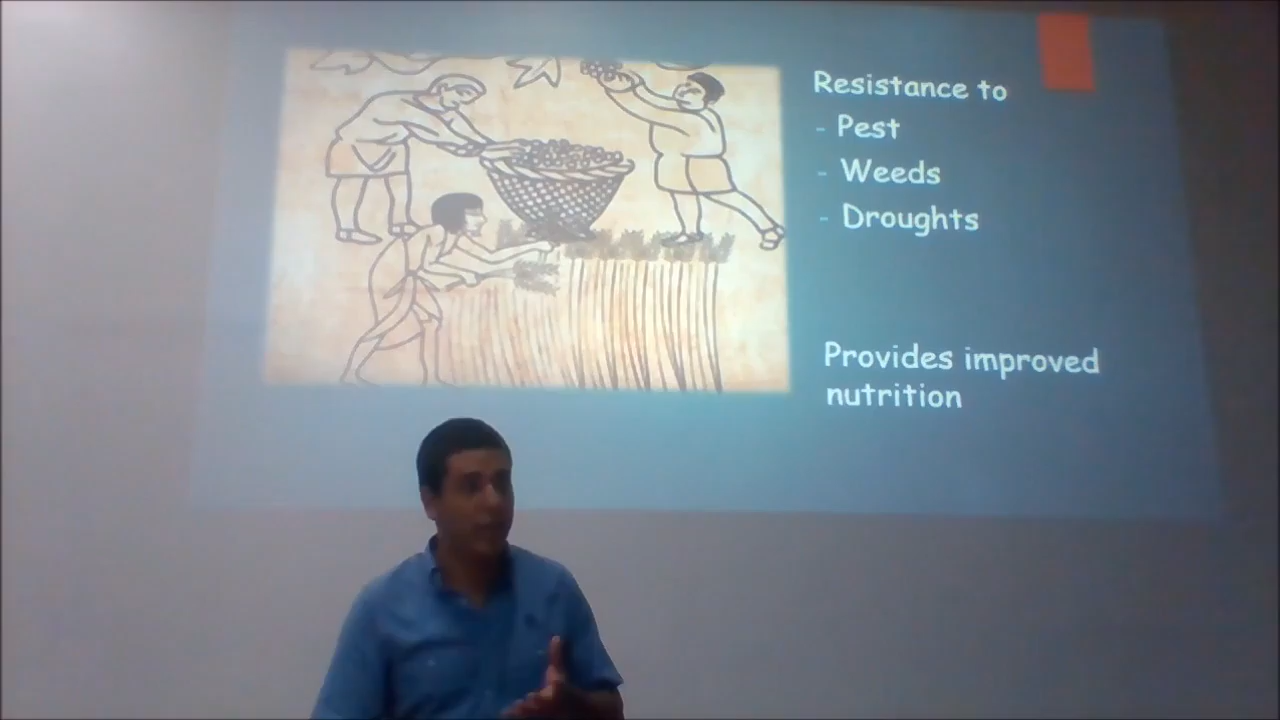 Resistance to
- Pest
- Weeds
- Droughts
Provides improved
nutrition